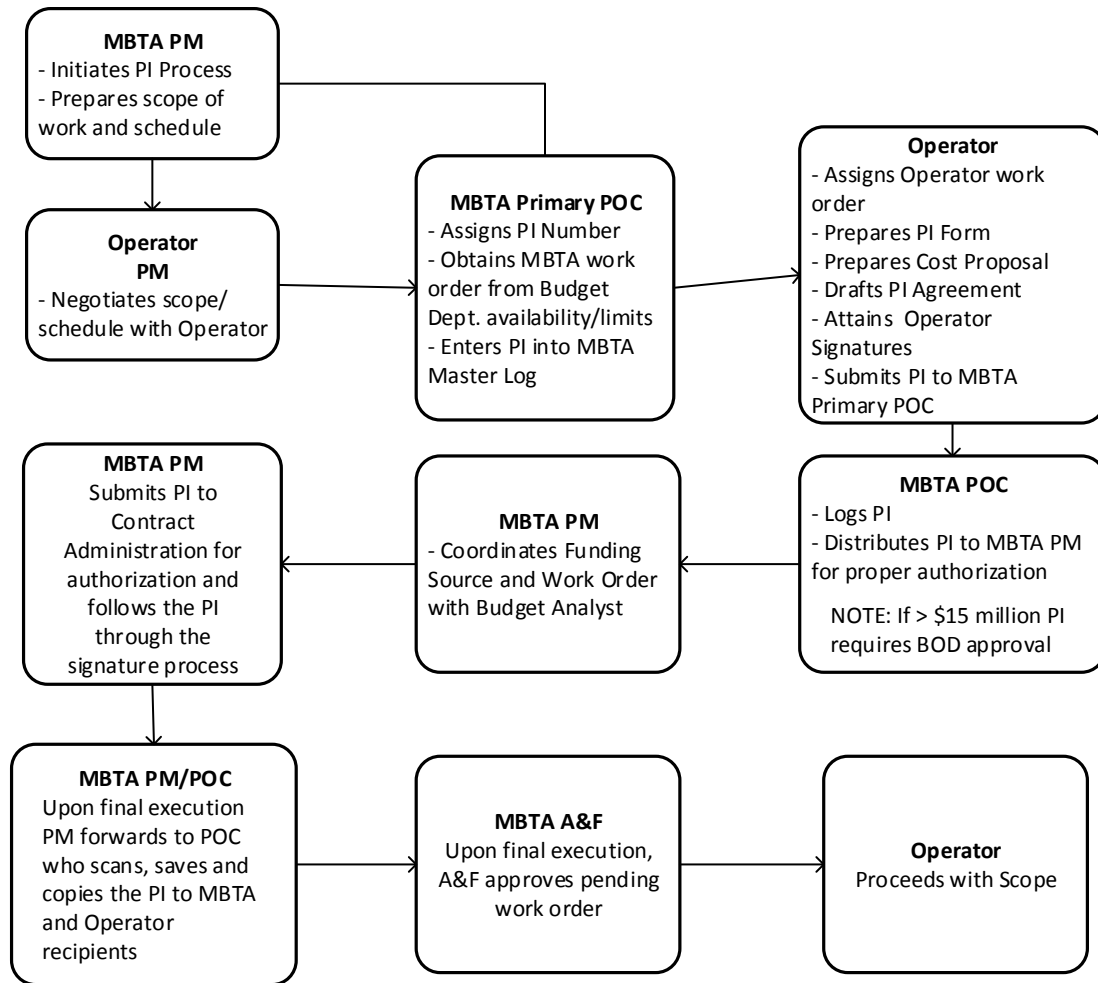 MBTA PM
- Initiates PI Process
- Prepares scope of
work and schedule
Operator
PM
- Negotiates scope/
schedule with Operator
MBTA Primary POC
- Assigns PI Number
- Obtains MBTA work
order from Budget
Dept. availability/limits
- Enters PI into MBTA
Master Log
Operator
- Assigns Operator work
order
- Prepares PI Form
- Prepares Cost Proposal
- Drafts PI Agreement
- Attains Operator
Signatures
- Submits PI to MBTA
Primary POC
MBTA POC
- Logs PI
- Distributes PI to MBTA PM
for proper authorization
NOTE: If > $15 million PI
requires BOD approval
MBTA PM
- Coordinates Funding
Source and Work Order
with Budget Analyst
MBTA PM
Submits PI to
Contract
Administration for
authorization and
follows the PI
through the
signature process
MBTA PM/POC
Upon final execution
PM forwards to POC
who scans, saves and
copies the PI to MBTA
and Operator
recipients
MBTA A&F
Upon final execution,
A&F approves pending
work order
Operator
Proceeds with Scope